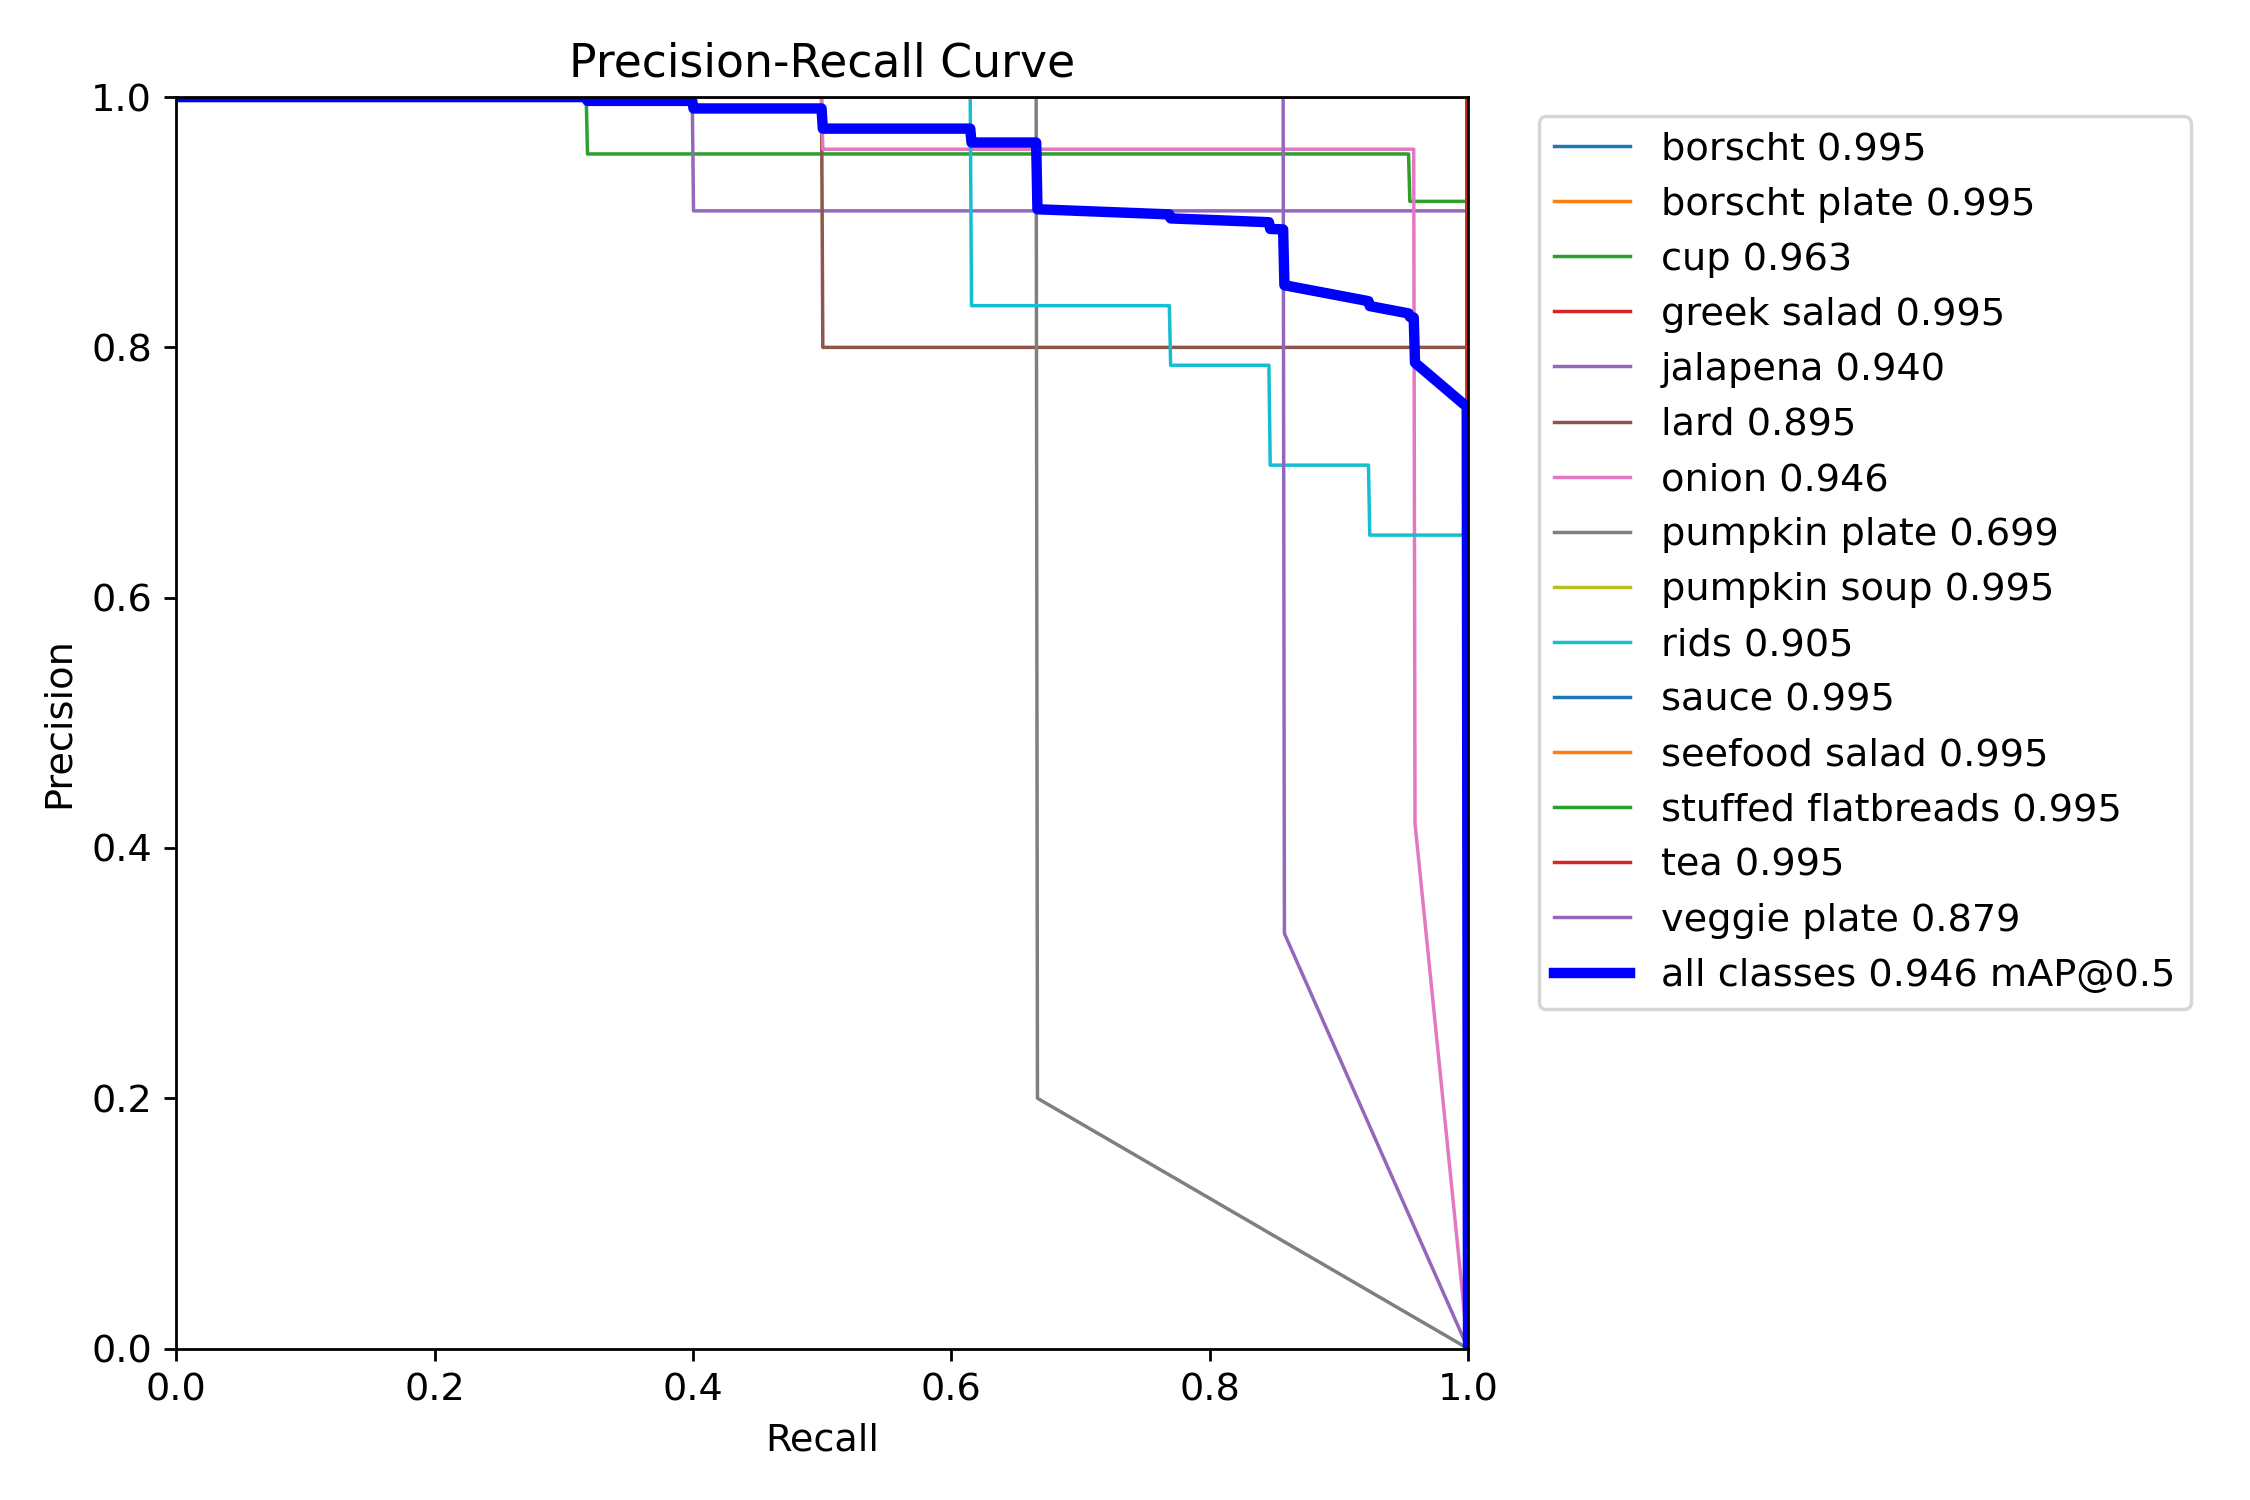 Precision-Recall Curve
1.0
0.8
0.6
0.4
0.2
0.0
Precision
0.0 0.2 0.4 0.6 0.8 1.0
Recall
borscht 0.995
borscht plate 0.995
cup 0.963
greek salad 0.995
jalapena 0.940
lard 0.895
onion 0.946
pumpkin plate 0.699
pumpkin soup 0.995
rids 0.905
sauce 0.995
seefood salad 0.995
stuffed flatbreads 0.995
tea 0.995
veggie plate 0.879
all classes 0.946 mAP@0.5